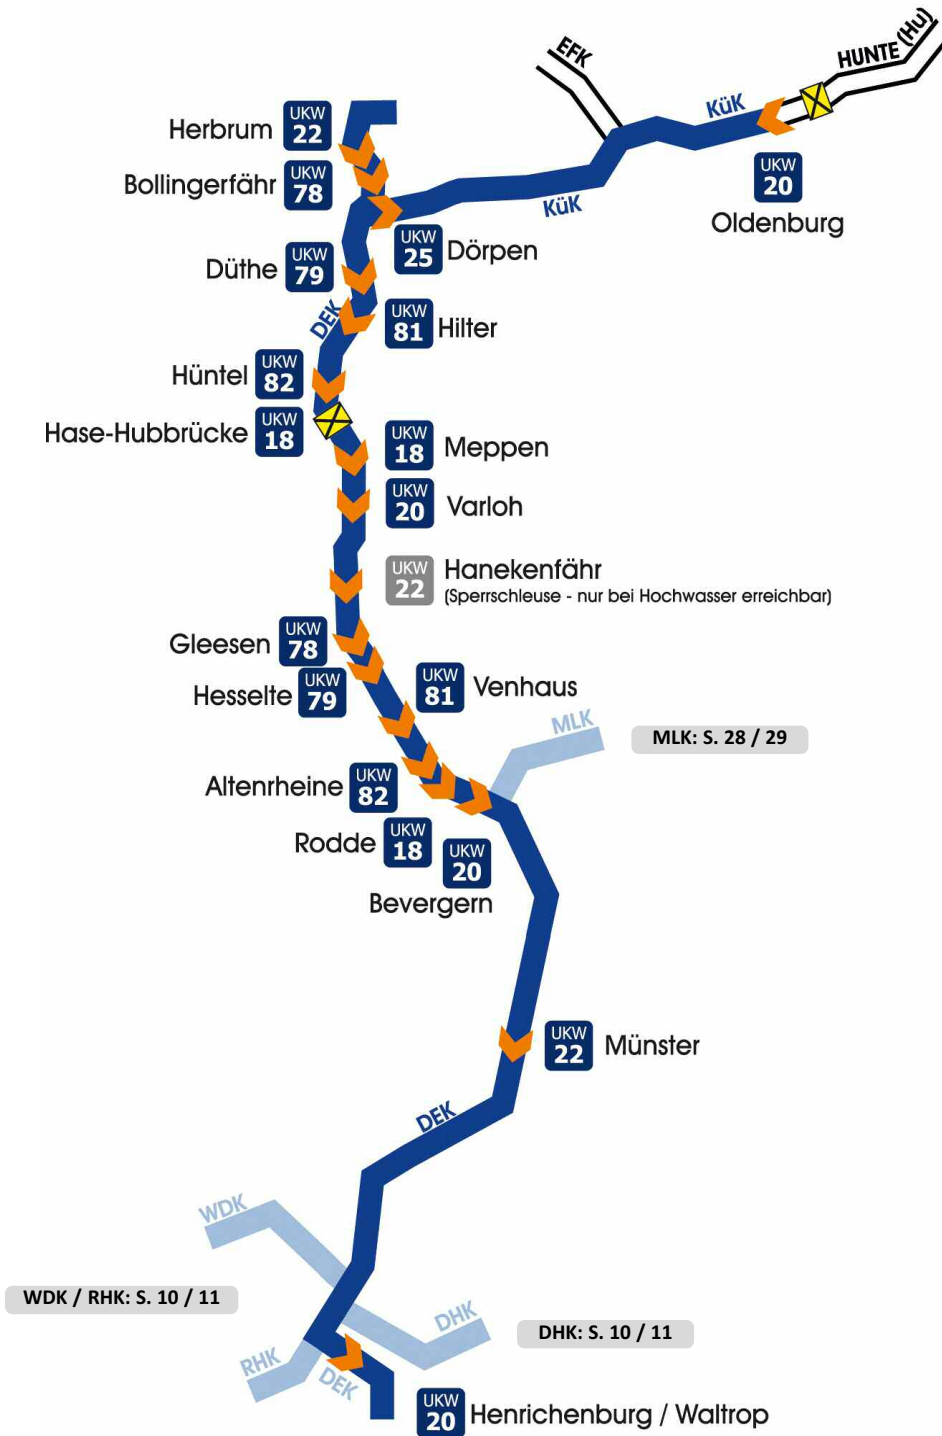 HUNTE (Hu)
EFK
KüK
Herbrum
UKW
22
UKW
20
Oldenburg
Bollingerfähr
UKW
78
KüK
UKW
25
Dörpen
Düthe
UKW
79
DEK
UKW
81
Hilter
Hüntel
UKW
82
Hase-Hubbrücke
UKW
18
UKW
18
Meppen
UKW
20
Varloh
UKW
22
Hanekenfähr
(Sperrschleuse - nur bei Hochwasser erreichbar)
Gleesen
UKW
78
Hesselte
UKW
79
UKW
81
Venhaus
MLK
MLK: S. 28 / 29
Altenrheine
UKW
82
Rodde
UKW
18
UKW
20
Bevergern
UKW
22
Münster
DEK
WDK
WDK / RHK: S. 10 / 11
DHK
DHK: S. 10 / 11
RHK
DEK
UKW
20
Henrichenburg / Waltrop